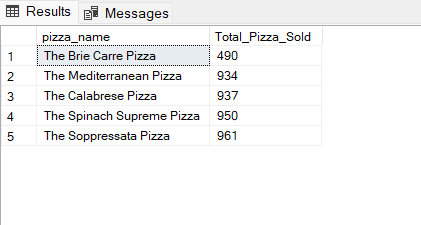 Results Messages
pizza_name Total_Pizza_Sold
1 The Brie Carre Pizza 490
2 The Mediterranean Pizza 934
3 The Calabrese Pizza 937
4 The Spinach Supreme Pizza 950
5 The Soppressata Pizza 961